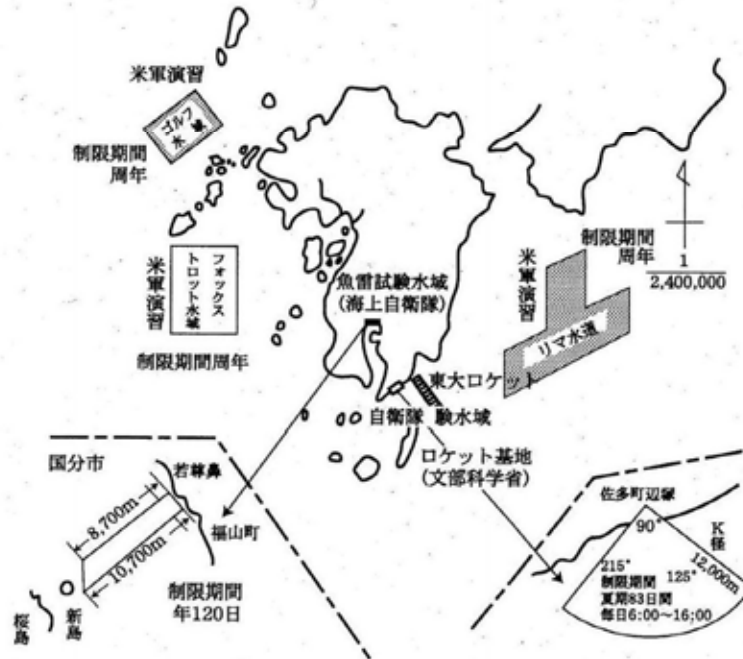 米軍演習
ゴルフ
水域
制限期間
周年
米軍演習
フォックス
トロット水域
制限期間周年
魚雷試験水域
(海上自衛隊)
制限期間
周年
米軍演習
リマ水道
1
2,400,000
東大ロケット
自衛隊 験水域
ロケット基地
(文部科学省)
国分市
若尊鼻
8,700m
10,700m
福山町
制限期間
年120日
桜島
新島
佐多町辺塚
90°
K径
12,000m
215°
125°
制限期間
夏期83日間
毎日6:00～16:00